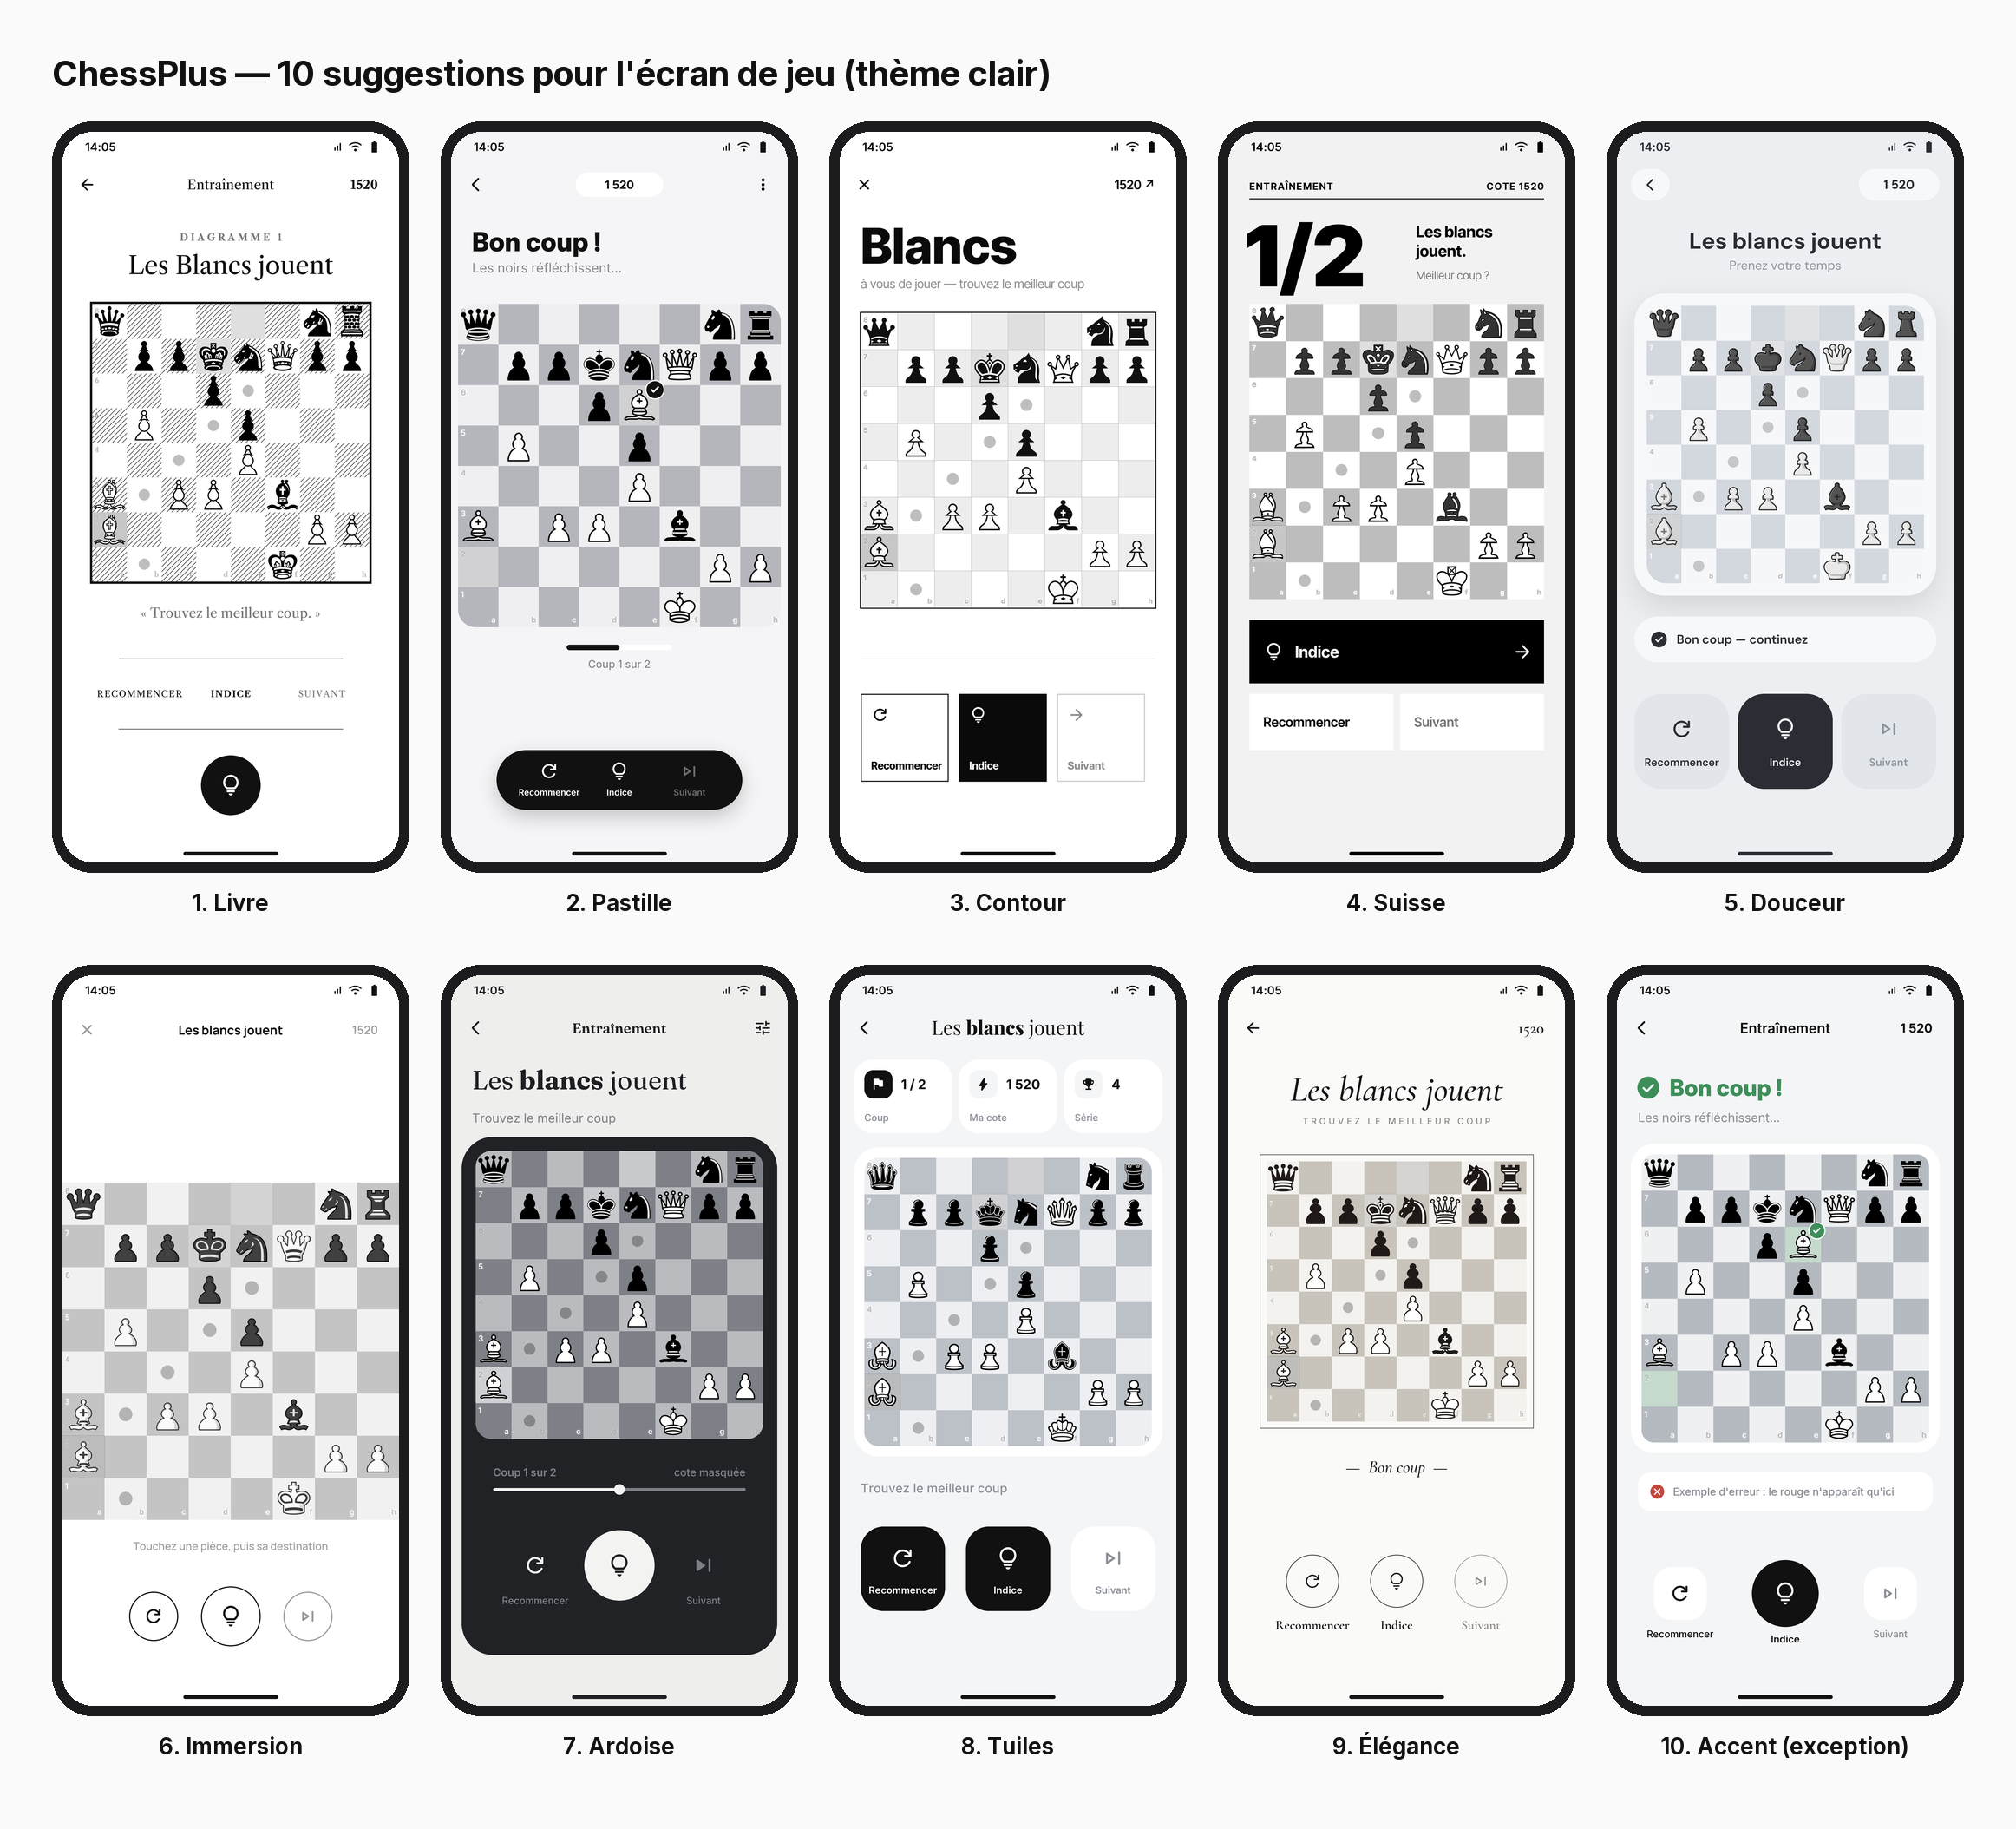 ChessPlus — 10 suggestions pour l'écran de jeu (thème clair)
14:05
Entraînement
1520
DIAGRAMME 1
Les Blancs jouent
« Trouvez le meilleur coup. »
RECOMMENCER INDICE SUIVANT
1. Livre
14:05
1 520
Bon coup !
Les noirs réfléchissent...
7
6
5
4
3
2
1
a b c d e f g h
Coup 1 sur 2
Recommencer Indice Suivant
2. Pastille
14:05
1520
Blancs
à vous de jouer — trouvez le meilleur coup
Recommencer Indice Suivant
3. Contour
14:05
ENTRAÎNEMENT COTE 1520
1/2
Les blancs
jouent.
Meilleur coup ?
Indice
Recommencer Suivant
4. Suisse
14:05
1 520
Les blancs jouent
Prenez votre temps
Bon coup — continuez
Recommencer Indice Suivant
5. Douceur
14:05
Les blancs jouent
1520
Touchez une pièce, puis sa destination
6. Immersion
14:05
Entraînement
Les blancs jouent
Trouvez le meilleur coup
Coup 1 sur 2 cote masquée
Recommencer Suivant
7. Ardoise
14:05
Les blancs jouent
1 / 2 1 520 4
Coup Ma cote Série
Trouvez le meilleur coup
Recommencer Indice Suivant
8. Tuiles
14:05
1520
Les blancs jouent
TROUVEZ LE MEILLEUR COUP
— Bon coup —
Recommencer Indice Suivant
9. Élégance
14:05
Entraînement
1 520
Bon coup !
Les noirs réfléchissent...
Exemple d'erreur : le rouge n'apparaît qu'ici
Recommencer Indice Suivant
10. Accent (exception)